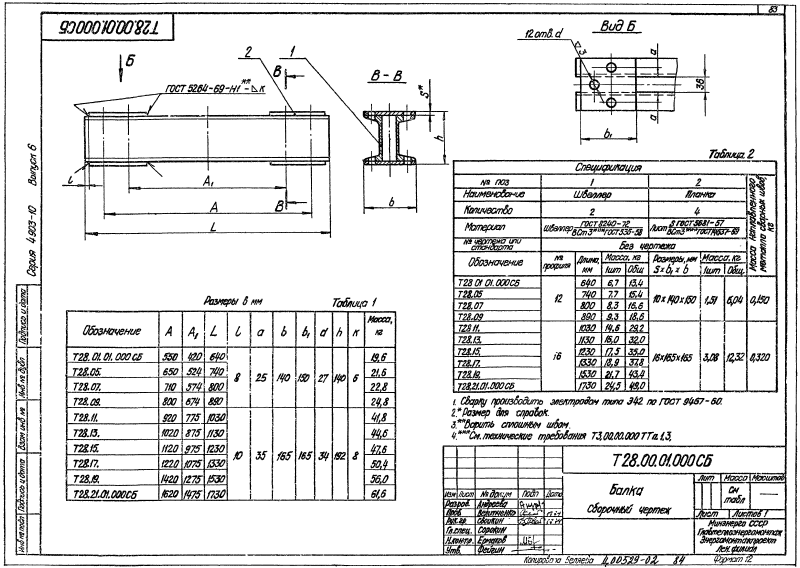 83
Т28.00.01.000СБ
Б
2
1
В
В
ГОСТ 5264-69-Н1-**-⊿К
В - В
S*
h
b
l
A₁
A
L
Вид Б
12 отв. d
3
a
a
36
b₁
Серия 4.903-10 Выпуск 6
Размеры в мм
Таблица 1
Обозначение A A₁ L l a b b₁ d h к Масса, кг
Т28.01.01.000СБ 550 420 640 19,6
Т28.05. 650 524 740 21,6
8 25 140 150 27 140 6
Т28.07. 710 574 800 22,8
Т28.09. 800 674 890 24,8
Т28.11. 920 775 1030 41,8
Т28.13. 1020 875 1130 44,6
Т28.15. 1120 975 1230 47,6
10 35 165 165 34 192 8
Т28.17. 1220 1075 1330 50,4
Т28.19. 1420 1275 1530 56,0
Т28.21.01.000СБ 1620 1475 1730 61,6
Таблица 2
Спецификация
№ поз 1 2
Наименование Швеллер Планка
Количество 2 4
Материал Швеллер ГОСТ 8240-72 / ВСт3*** ГОСТ 535-58 Лист 8 ГОСТ 5681-57 / ВСт3*** ГОСТ 14637-69
№ чертежа или стандарта Без чертежа
Масса наплавленного металла сварных швов, кг
Обозначение № профиля Длина, мм Масса, кг 1шт Общ. Размеры, мм S×b₁×b Масса, кг 1шт Общ.
Т28.01.01.000СБ 640 6,7 13,4
Т28.05 740 7,7 15,4
12 10×140×150 1,51 6,04 0,150
Т28.07 800 8,3 16,6
Т28.09 890 9,3 18,6
Т28.11. 1030 14,6 29,2
Т28.13. 1130 16,0 32,0
Т28.15. 1230 17,5 35,0
16 16×165×165 3,08 12,32 0,320
Т28.17. 1330 18,9 37,8
Т28.19. 1530 21,7 43,4
Т28.21.01.000СБ 1730 24,5 49,0
1. Сварку производить электродом типа Э42 по ГОСТ 9467-60.
2.* Размер для справок.
3.** Варить сплошным швом.
4.*** См. технические требования Т3.00.00.000 ТТ п. 1.3.
Т28.00.01.000СБ
Балка
сборочный чертеж
Лит Масса Масштаб
См табл
Лист Листов 1
Минэнерго СССР
Главтеплоэнергомонтаж
Энергомонтажпроект
Лен. филиал
Изм Лист № докум Подп Дата
Разраб. Андреева
Пров.
Рук. гр. Свойкин
Гл. спец. Сорокин
Н. контр. Ермаков
Утв. Фейгин
Инв № подл Подпись и дата Взам инв № Инв № дубл Подпись и дата
Копировала Беляева 4.00529-02 84 Формат 12